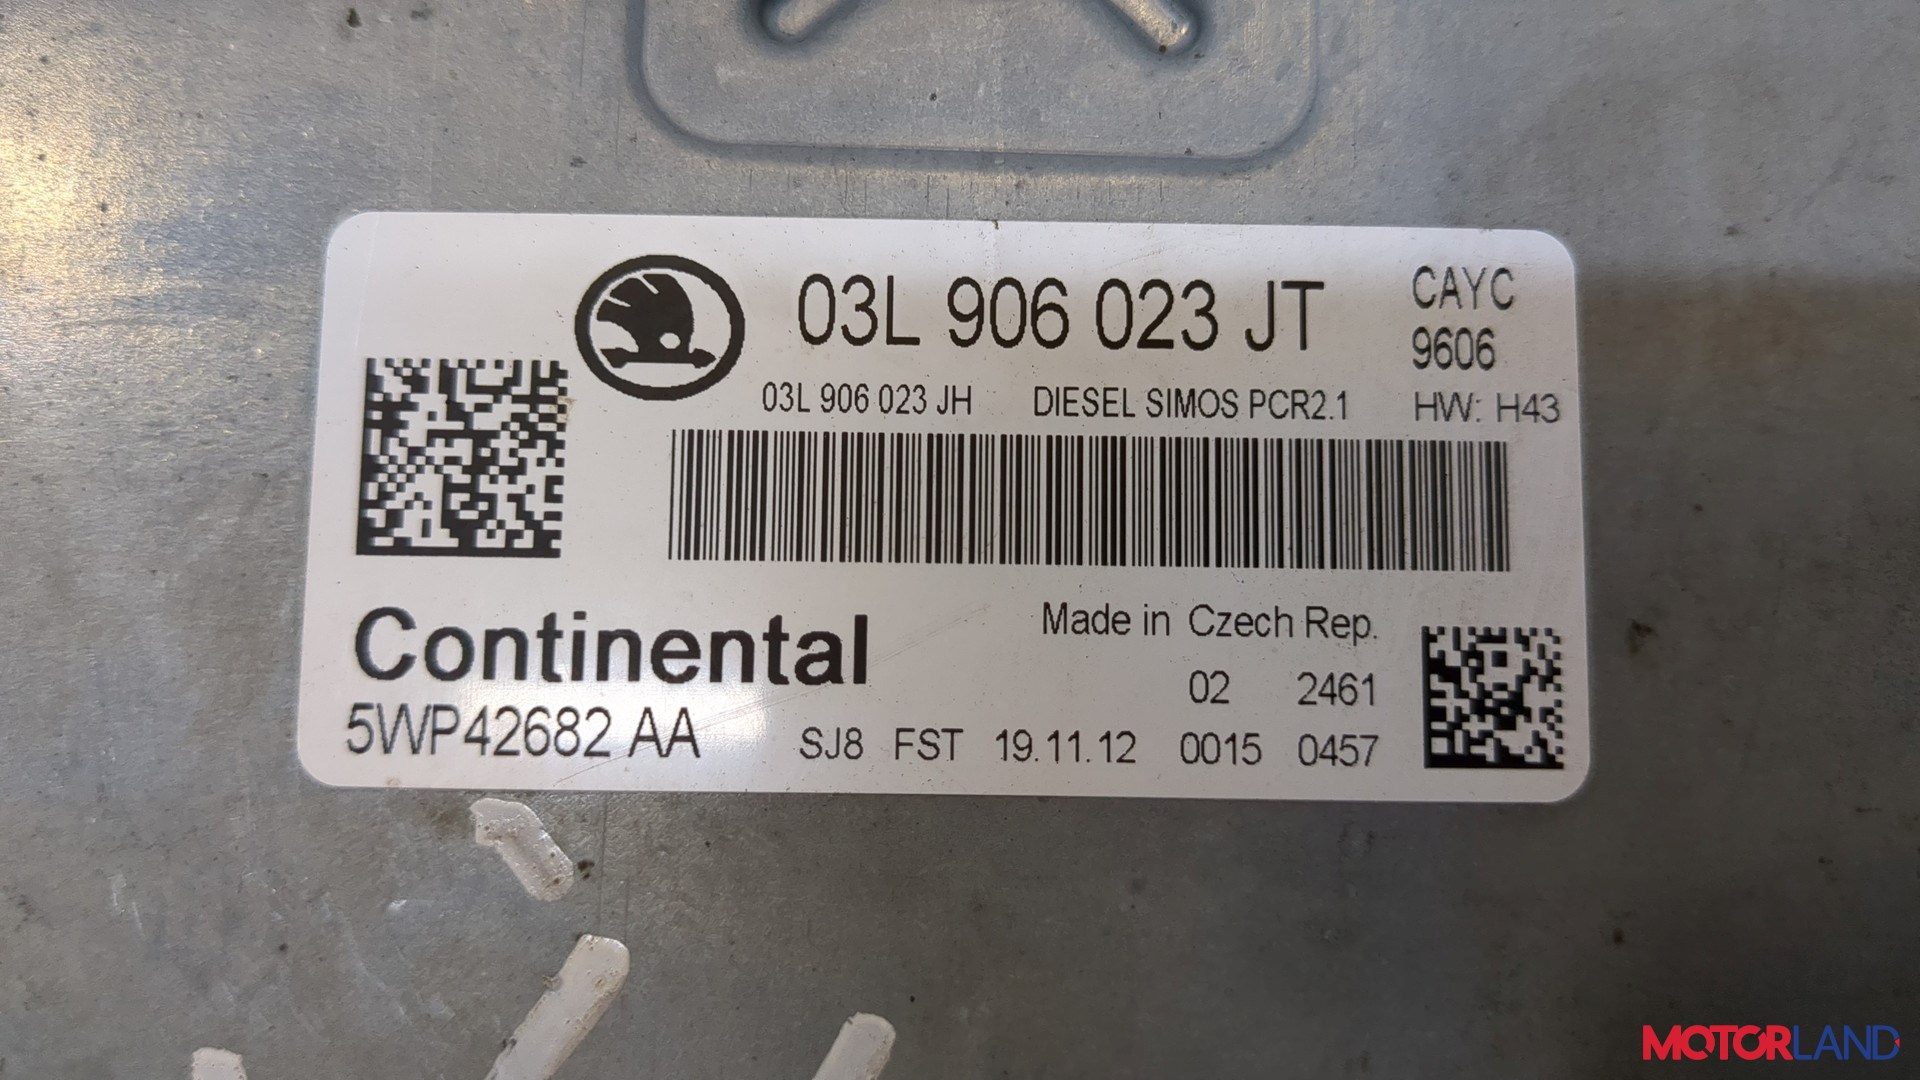 03L 906 023 JT
CAYC
9606
03L 906 023 JH DIESEL SIMOS PCR2.1 HW: H43
Continental
Made in Czech Rep.
02 2461
5WP42682 AA
SJ8 FST 19.11.12 0015 0457
MOTORLAND